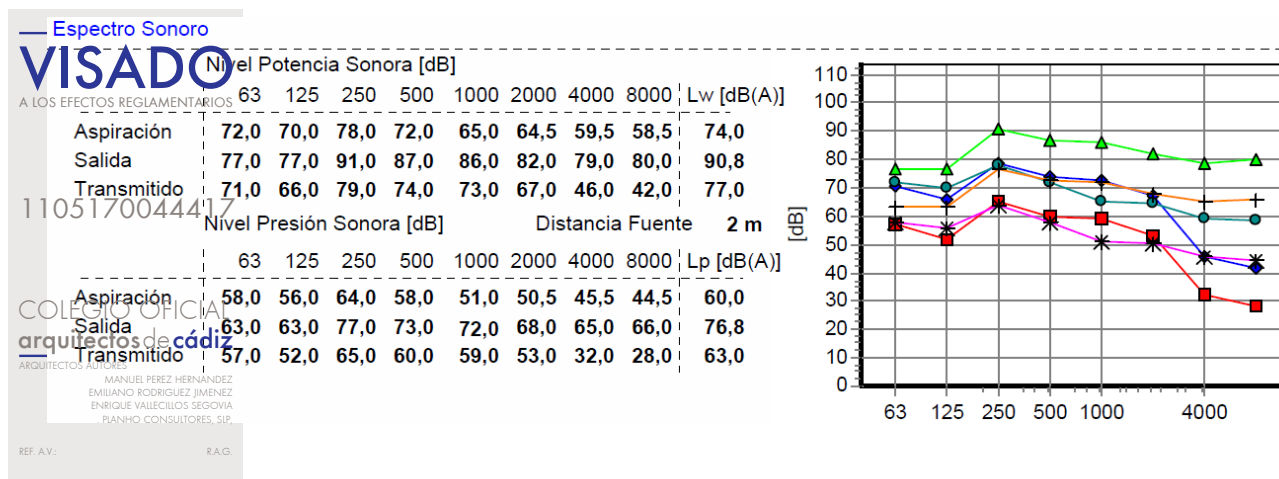 Espectro Sonoro
VISADO
A LOS EFECTOS REGLAMENTARIOS
Nivel Potencia Sonora [dB]
63 125 250 500 1000 2000 4000 8000 Lw [dB(A)]
Aspiración 72,0 70,0 78,0 72,0 65,0 64,5 59,5 58,5 74,0
Salida 77,0 77,0 91,0 87,0 86,0 82,0 79,0 80,0 90,8
Transmitido 71,0 66,0 79,0 74,0 73,0 67,0 46,0 42,0 77,0
1105170044417
Nivel Presión Sonora [dB] Distancia Fuente 2 m
63 125 250 500 1000 2000 4000 8000 Lp [dB(A)]
Aspiración 58,0 56,0 64,0 58,0 51,0 50,5 45,5 44,5 60,0
COLEGIO OFICIAL
Salida 63,0 63,0 77,0 73,0 72,0 68,0 65,0 66,0 76,8
arquitectos de cádiz
Transmitido 57,0 52,0 65,0 60,0 59,0 53,0 32,0 28,0 63,0
ARQUITECTOS AUTORES
MANUEL PEREZ HERNANDEZ
EMILIANO RODRIGUEZ JIMENEZ
ENRIQUE VALLECILLOS SEGOVIA
PLANHO CONSULTORES, SLP,
REF. A.V.: R.A.G.
110
100
90
80
70
60
50
40
30
20
10
0
[dB]
63 125 250 500 1000 4000